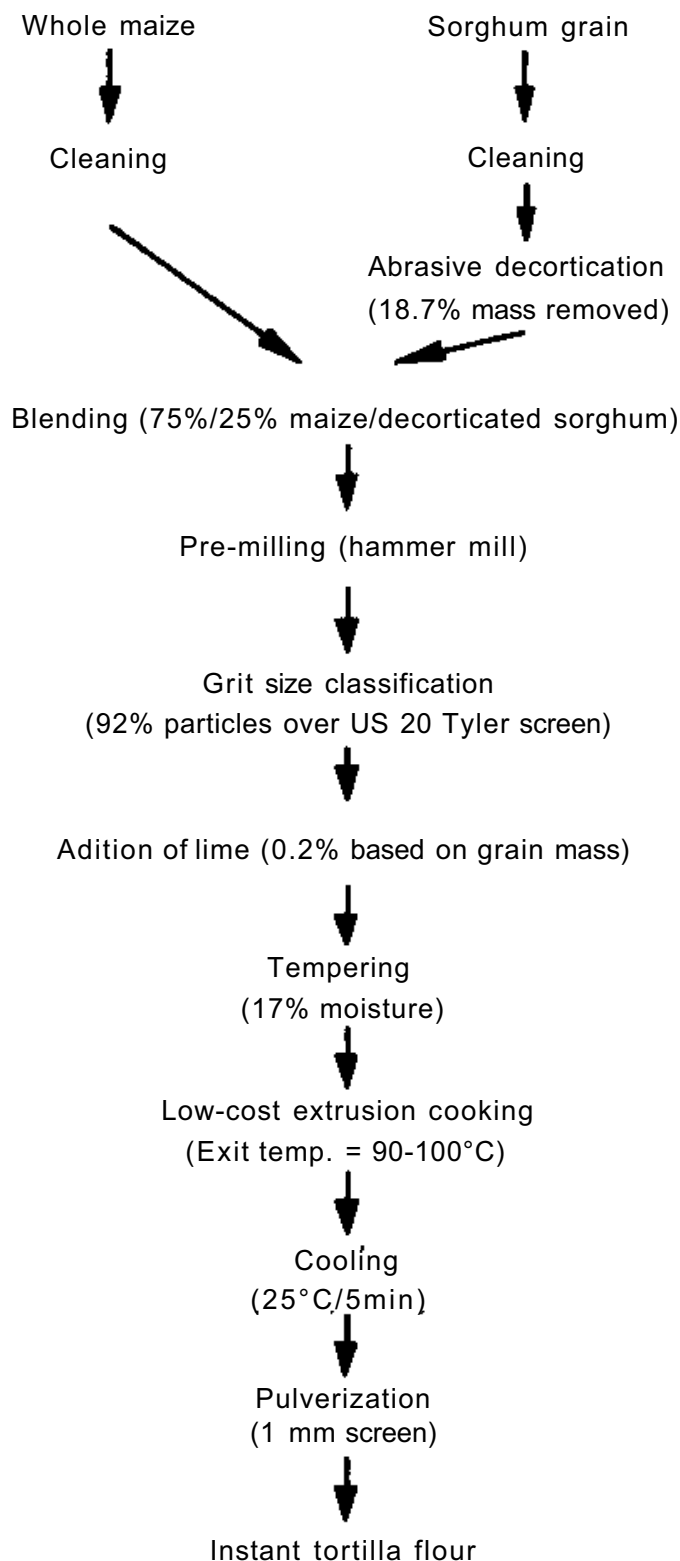 Whole maize
Sorghum grain
Cleaning
Cleaning
Abrasive decortication
(18.7% mass removed)
Blending (75%/25% maize/decorticated sorghum)
Pre-milling (hammer mill)
Grit size classification
(92% particles over US 20 Tyler screen)
Adition of lime (0.2% based on grain mass)
Tempering
(17% moisture)
Low-cost extrusion cooking
(Exit temp. = 90-100°C)
Cooling
(25°C/5min)
Pulverization
(1 mm screen)
Instant tortilla flour